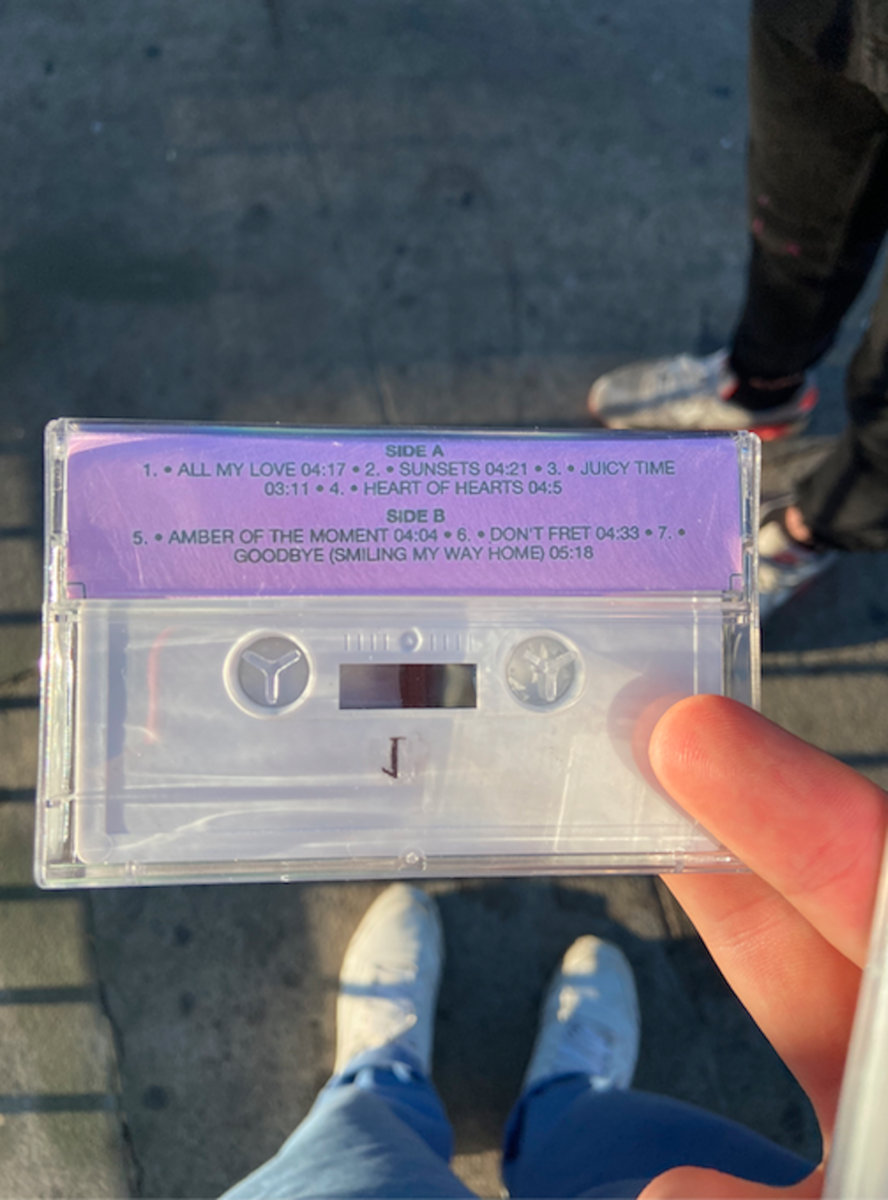 SIDE A
1. • ALL MY LOVE 04:17 • 2. • SUNSETS 04:21 • 3. • JUICY TIME
03:11 • 4. • HEART OF HEARTS 04:5
SIDE B
5. • AMBER OF THE MOMENT 04:04 • 6. • DON'T FRET 04:33 • 7. •
GOODBYE (SMILING MY WAY HOME) 05:18